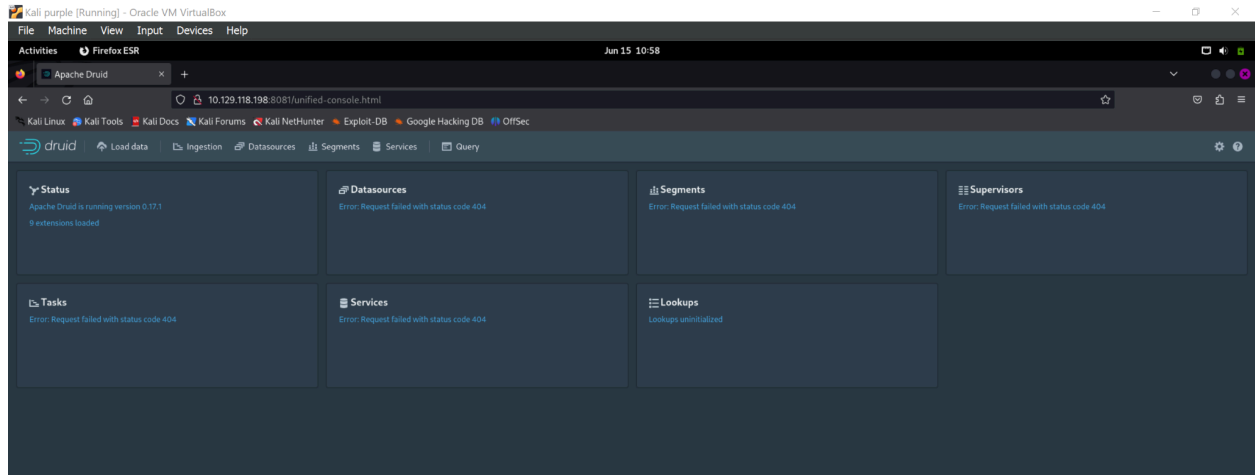 Kali purple [Running] - Oracle VM VirtualBox
File Machine View Input Devices Help
Activities Firefox ESR Jun 15 10:58
Apache Druid
10.129.118.198:8081/unified-console.html
Kali Linux Kali Tools Kali Docs Kali Forums Kali NetHunter Exploit-DB Google Hacking DB OffSec
druid Load data Ingestion Datasources Segments Services Query
Status
Apache Druid is running version 0.17.1
9 extensions loaded
Datasources
Error: Request failed with status code 404
Segments
Error: Request failed with status code 404
Supervisors
Error: Request failed with status code 404
Tasks
Error: Request failed with status code 404
Services
Error: Request failed with status code 404
Lookups
Lookups uninitialized